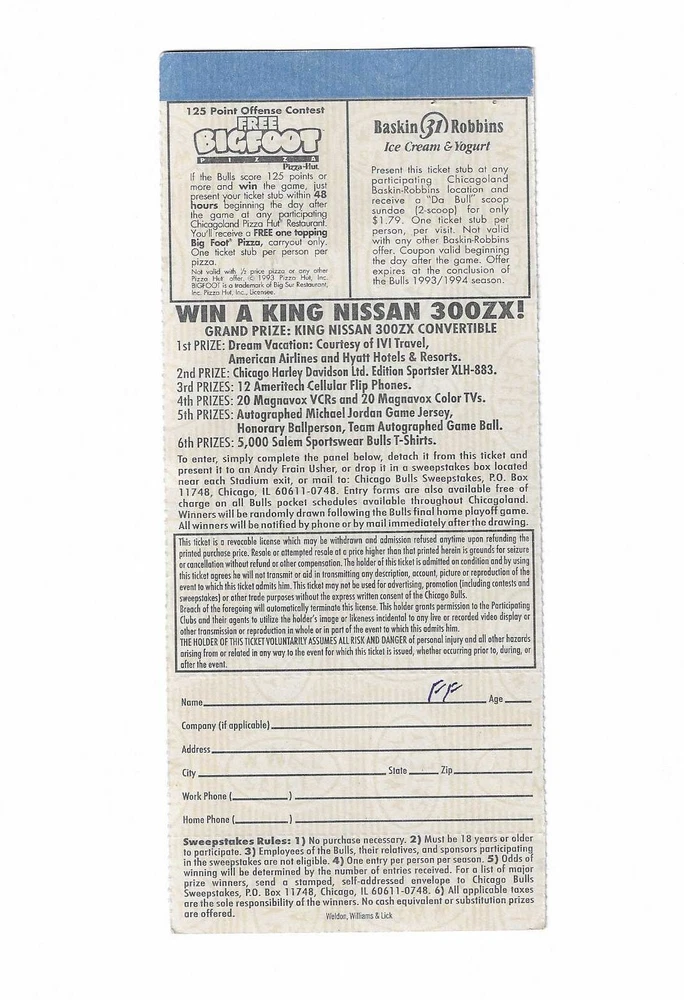 125 Point Offense Contest
FREE
BIGFOOT
PIZZA
Pizza Hut
If the Bulls score 125 points or
more and win the game, just
present your ticket stub within 48
hours beginning the day after
the game at any participating
Chicagoland Pizza Hut® Restaurant.
You'll receive a FREE one topping
Big Foot® Pizza, carryout only.
One ticket stub per person per
pizza.
Not valid with ½ price pizza or any other
Pizza Hut® offer. © 1993 Pizza Hut, Inc.
BIGFOOT is a trademark of Big Sur Restaurant,
Inc. Pizza Hut, Inc., Licensee.
Baskin 31 Robbins
Ice Cream & Yogurt
Present this ticket stub at any
participating Chicagoland
Baskin-Robbins location and
receive a "Da Bull" scoop
sundae (2-scoop) for only
$1.79. One ticket stub per
person, per visit. Not valid
with any other Baskin-Robbins
offer. Coupon valid beginning
the day after the game. Offer
expires at the conclusion of
the Bulls 1993/1994 season.
WIN A KING NISSAN 300ZX!
GRAND PRIZE: KING NISSAN 300ZX CONVERTIBLE
1st PRIZE: Dream Vacation: Courtesy of IVI Travel,
American Airlines and Hyatt Hotels & Resorts.
2nd PRIZE: Chicago Harley Davidson Ltd. Edition Sportster XLH-883.
3rd PRIZES: 12 Ameritech Cellular Flip Phones.
4th PRIZES: 20 Magnavox VCRs and 20 Magnavox Color TVs.
5th PRIZES: Autographed Michael Jordan Game Jersey,
Honorary Ballperson, Team Autographed Game Ball.
6th PRIZES: 5,000 Salem Sportswear Bulls T-Shirts.
To enter, simply complete the panel below, detach it from this ticket and
present it to an Andy Frain Usher, or drop it in a sweepstakes box located
near each Stadium exit, or mail to: Chicago Bulls Sweepstakes, P.O. Box
11748, Chicago, IL 60611-0748. Entry forms are also available free of
charge on all Bulls pocket schedules available throughout Chicagoland.
Winners will be randomly drawn following the Bulls final home playoff game.
All winners will be notified by phone or by mail immediately after the drawing.
This ticket is a revocable license which may be withdrawn and admission refused anytime upon refunding the
printed purchase price. Resale or attempted resale at a price higher than that printed herein is grounds for seizure
or cancellation without refund or other compensation. The holder of this ticket is admitted on condition and by using
this ticket agrees he will not transmit or aid in transmitting any description, account, picture or reproduction of the
event to which this ticket admits him. This ticket may not be used for advertising, promotion (including contests and
sweepstakes) or other trade purposes without the express written consent of the Chicago Bulls.
Breach of the foregoing will automatically terminate this license. This holder grants permission to the Participating
Clubs and their agents to utilize the holder's image or likeness incidental to any live or recorded video display or
other transmission or reproduction in whole or in part of the event to which this admits him.
THE HOLDER OF THIS TICKET VOLUNTARILY ASSUMES ALL RISK AND DANGER of personal injury and all other hazards
arising from or related in any way to the event for which this ticket is issued, whether occurring prior to, during, or
after the event.
FF
Name Age
Company (if applicable)
Address
City State Zip
Work Phone ( )
Home Phone ( )
Sweepstakes Rules: 1) No purchase necessary. 2) Must be 18 years or older
to participate. 3) Employees of the Bulls, their relatives, and sponsors participating
in the sweepstakes are not eligible. 4) One entry per person per season. 5) Odds of
winning will be determined by the number of entries received. For a list of major
prize winners, send a stamped, self-addressed envelope to Chicago Bulls
Sweepstakes, P.O. Box 11748, Chicago, IL 60611-0748. 6) All applicable taxes
are the sole responsibility of the winners. No cash equivalent or substitution prizes
are offered.
Weldon, Williams & Lick